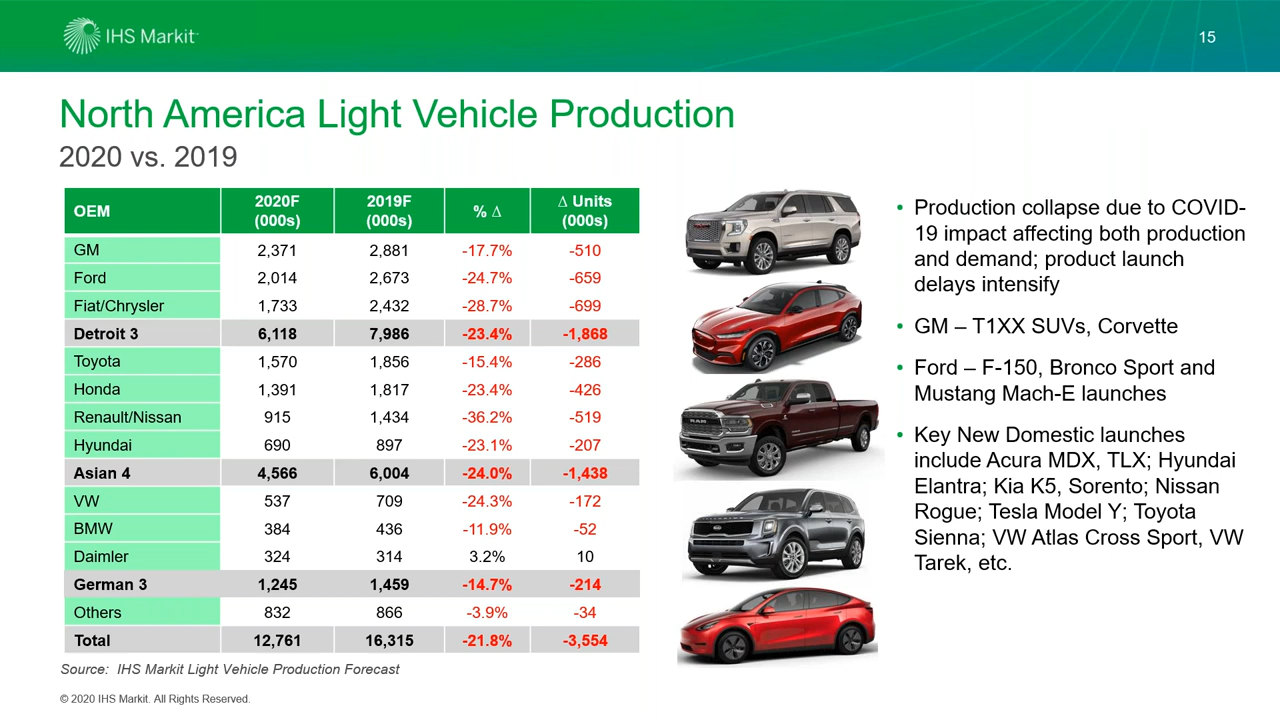 IHS Markit
15
North America Light Vehicle Production
2020 vs. 2019
OEM 2020F (000s) 2019F (000s) % Δ Δ Units (000s)
GM 2,371 2,881 -17.7% -510
Ford 2,014 2,673 -24.7% -659
Fiat/Chrysler 1,733 2,432 -28.7% -699
Detroit 3 6,118 7,986 -23.4% -1,868
Toyota 1,570 1,856 -15.4% -286
Honda 1,391 1,817 -23.4% -426
Renault/Nissan 915 1,434 -36.2% -519
Hyundai 690 897 -23.1% -207
Asian 4 4,566 6,004 -24.0% -1,438
VW 537 709 -24.3% -172
BMW 384 436 -11.9% -52
Daimler 324 314 3.2% 10
German 3 1,245 1,459 -14.7% -214
Others 832 866 -3.9% -34
Total 12,761 16,315 -21.8% -3,554
Source: IHS Markit Light Vehicle Production Forecast
© 2020 IHS Markit. All Rights Reserved.
• Production collapse due to COVID-
19 impact affecting both production
and demand; product launch
delays intensify
• GM – T1XX SUVs, Corvette
• Ford – F-150, Bronco Sport and
Mustang Mach-E launches
• Key New Domestic launches
include Acura MDX, TLX; Hyundai
Elantra; Kia K5, Sorento; Nissan
Rogue; Tesla Model Y; Toyota
Sienna; VW Atlas Cross Sport, VW
Tarek, etc.